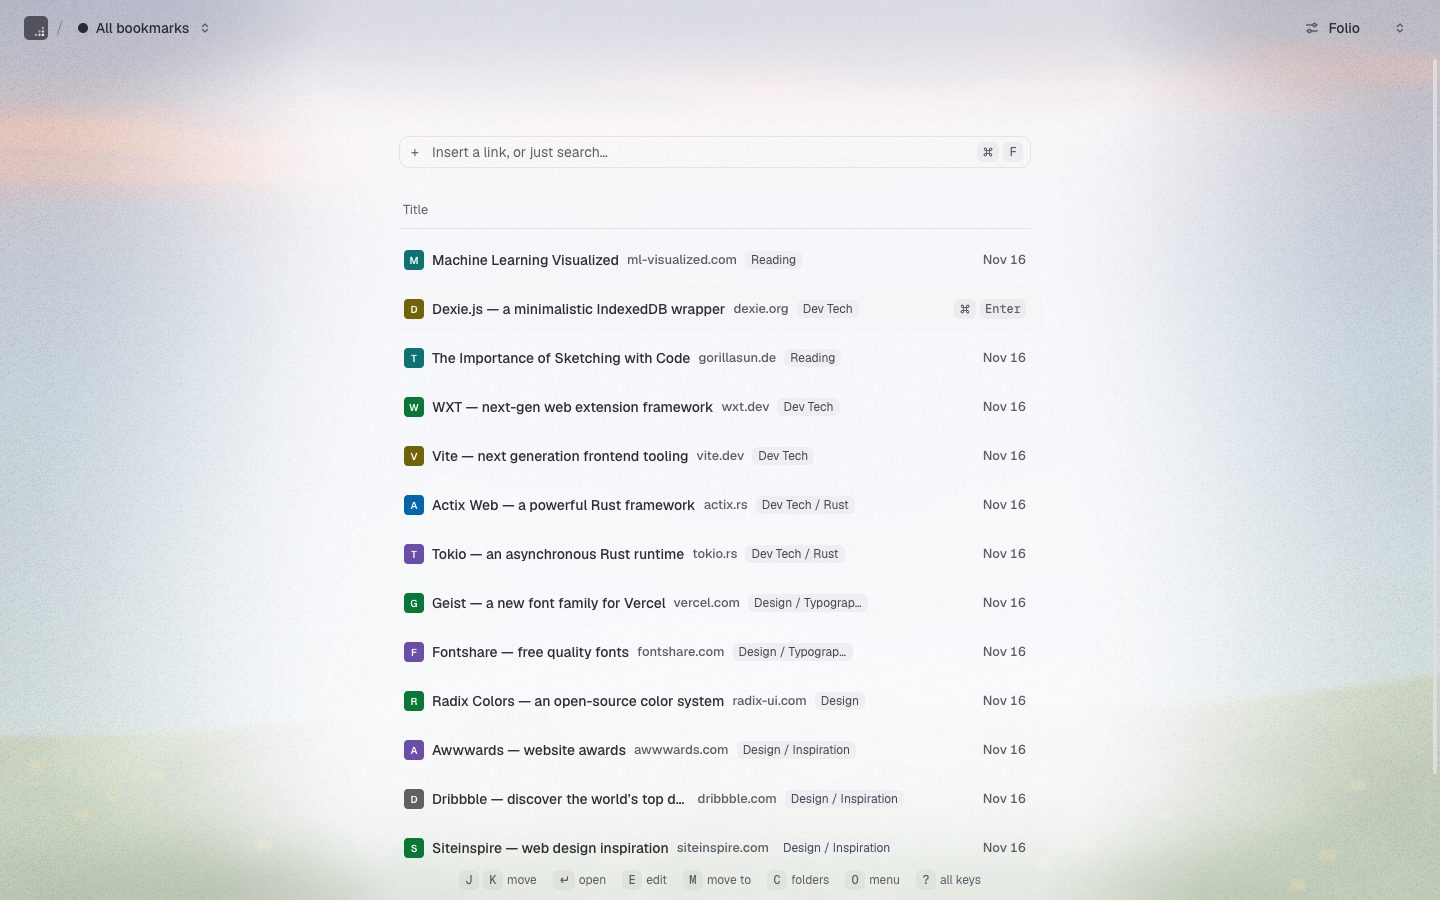 / All bookmarks Folio
+ Insert a link, or just search… ⌘ F
Title
M Machine Learning Visualized ml-visualized.com Reading Nov 16
D Dexie.js — a minimalistic IndexedDB wrapper dexie.org Dev Tech ⌘ Enter
T The Importance of Sketching with Code gorillasun.de Reading Nov 16
W WXT — next-gen web extension framework wxt.dev Dev Tech Nov 16
V Vite — next generation frontend tooling vite.dev Dev Tech Nov 16
A Actix Web — a powerful Rust framework actix.rs Dev Tech / Rust Nov 16
T Tokio — an asynchronous Rust runtime tokio.rs Dev Tech / Rust Nov 16
G Geist — a new font family for Vercel vercel.com Design / Typograp… Nov 16
F Fontshare — free quality fonts fontshare.com Design / Typograp… Nov 16
R Radix Colors — an open-source color system radix-ui.com Design Nov 16
A Awwwards — website awards awwwards.com Design / Inspiration Nov 16
D Dribbble — discover the world’s top d… dribbble.com Design / Inspiration Nov 16
S Siteinspire — web design inspiration siteinspire.com Design / Inspiration Nov 16
J K move ↵ open E edit M move to C folders O menu ? all keys